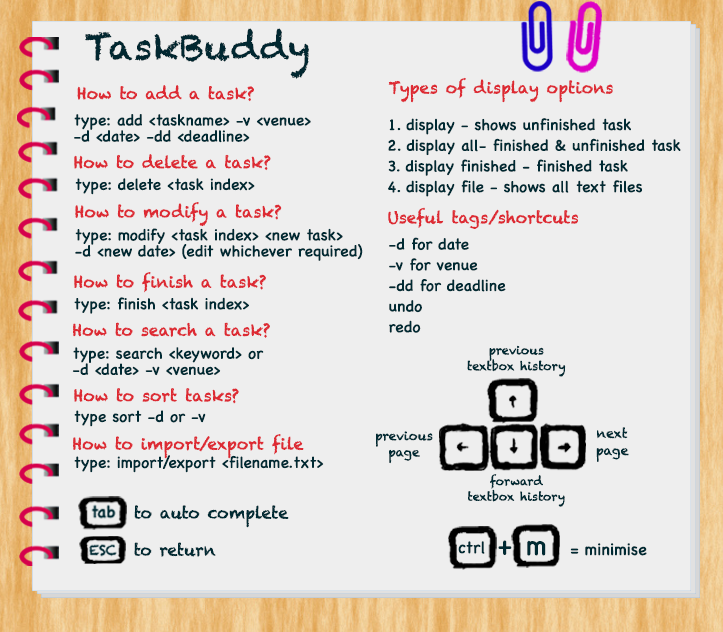 TaskBuddy
How to add a task?
type: add <taskname> -v <venue>
-d <date> -dd <deadline>
How to delete a task?
type: delete <task index>
How to modify a task?
type: modify <task index> <new task>
-d <new date> (edit whichever required)
How to finish a task?
type: finish <task index>
How to search a task?
type: search <keyword> or
-d <date> -v <venue>
How to sort tasks?
type sort -d or -v
How to import/export file
type: import/export <filename.txt>
tab to auto complete
ESC to return
Types of display options
1. display - shows unfinished task
2. display all- finished & unfinished task
3. display finished - finished task
4. display file - shows all text files
Useful tags/shortcuts
-d for date
-v for venue
-dd for deadline
undo
redo
previous
textbox history
↑
previous
page
← ↓ →
next
page
forward
textbox history
ctrl + m = minimise